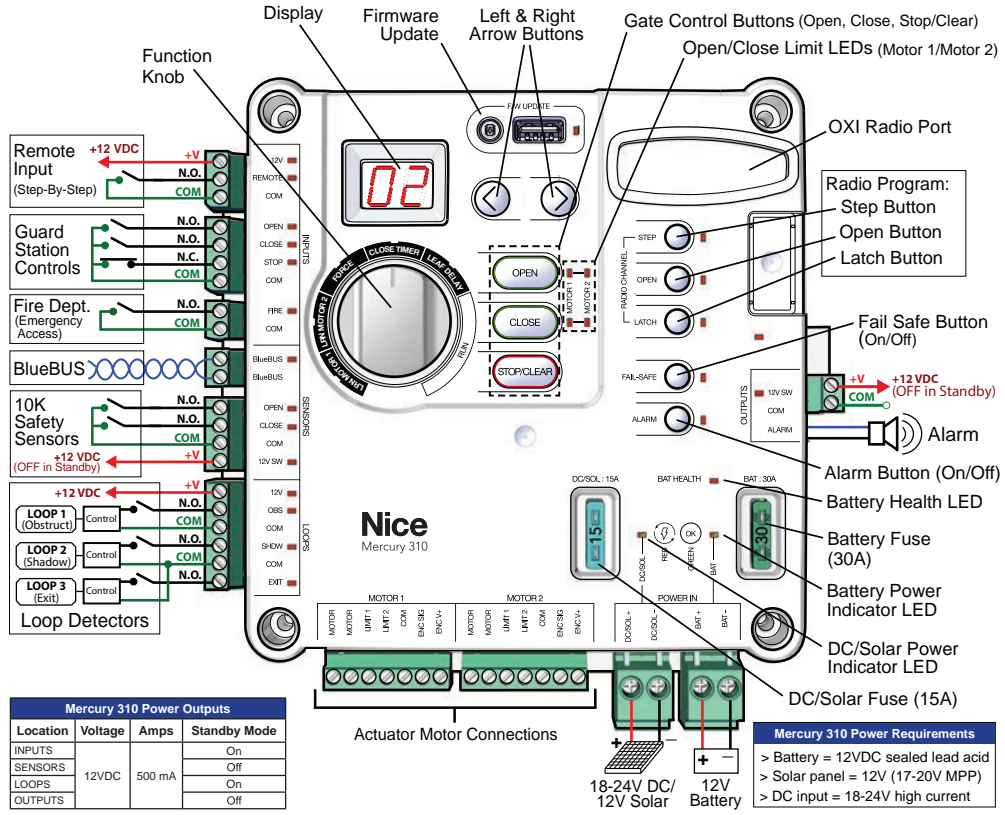 Display
Firmware
Update
Left & Right
Arrow Buttons
Gate Control Buttons (Open, Close, Stop/Clear)
Open/Close Limit LEDs (Motor 1/Motor 2)
Function
Knob
OXI Radio Port
F/W UPDATE
02
Remote
Input
(Step-By-Step)
+12 VDC
+V
N.O.
COM
12V
REMOTE
COM
Guard
Station
Controls
N.O.
N.O.
N.C.
COM
OPEN
CLOSE
STOP
COM
INPUTS
Fire Dept.
(Emergency
Access)
N.O.
COM
FIRE
COM
BlueBUS
BlueBUS
BlueBUS
10K
Safety
Sensors
N.O.
N.O.
COM
+V
+12 VDC
(OFF in Standby)
OPEN
CLOSE
COM
12V SW
SENSORS
+12 VDC
+V
N.O.
COM
N.O.
COM
N.O.
LOOP 1
(Obstruct)
Control
LOOP 2
(Shadow)
Control
LOOP 3
(Exit)
Control
Loop Detectors
12V
OBS
COM
SHDW
COM
EXIT
LOOPS
LRN MOTOR 1
LRN MOTOR 2
FORCE
CLOSE TIMER
LEAF DELAY
RUN
OPEN
CLOSE
STOP/CLEAR
MOTOR 1
MOTOR 2
RADIO CHANNEL
STEP
OPEN
LATCH
FAIL-SAFE
ALARM
Radio Program:
Step Button
Open Button
Latch Button
Fail Safe Button
(On/Off)
OUTPUTS
12V SW
COM
ALARM
+V
COM
+12 VDC
(OFF in Standby)
Alarm
Alarm Button (On/Off)
Battery Health LED
Battery Fuse
(30A)
Battery Power
Indicator LED
DC/Solar Power
Indicator LED
DC/Solar Fuse (15A)
Nice
Mercury 310
DC/SOL : 15A
15
BAT HEALTH
BAT : 30A
30
DC/SOL
RED
OK
GREEN
BAT
MOTOR 1
MOTOR
MOTOR
LIMIT 1
LIMIT 2
COM
ENC SIG
ENC V+
MOTOR 2
MOTOR
MOTOR
LIMIT 1
LIMIT 2
COM
ENC SIG
ENC V+
POWER IN
DC/SOL +
DC/SOL -
BAT +
BAT -
Actuator Motor Connections
+ –
18-24V DC/
12V Solar
+ –
12V
Battery
Mercury 310 Power Outputs
Location Voltage Amps Standby Mode
INPUTS 12VDC 500 mA On
SENSORS Off
LOOPS On
OUTPUTS Off
Mercury 310 Power Requirements
> Battery = 12VDC sealed lead acid
> Solar panel = 12V (17-20V MPP)
> DC input = 18-24V high current